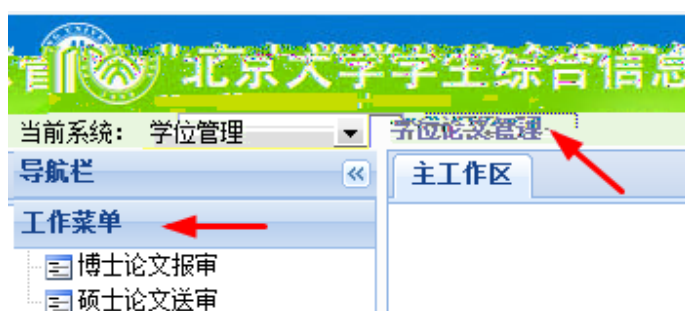 北京大学学生综合信息
当前系统： 学位管理 学位论文管理
导航栏 主工作区
工作菜单
博士论文报审
硕士论文送审